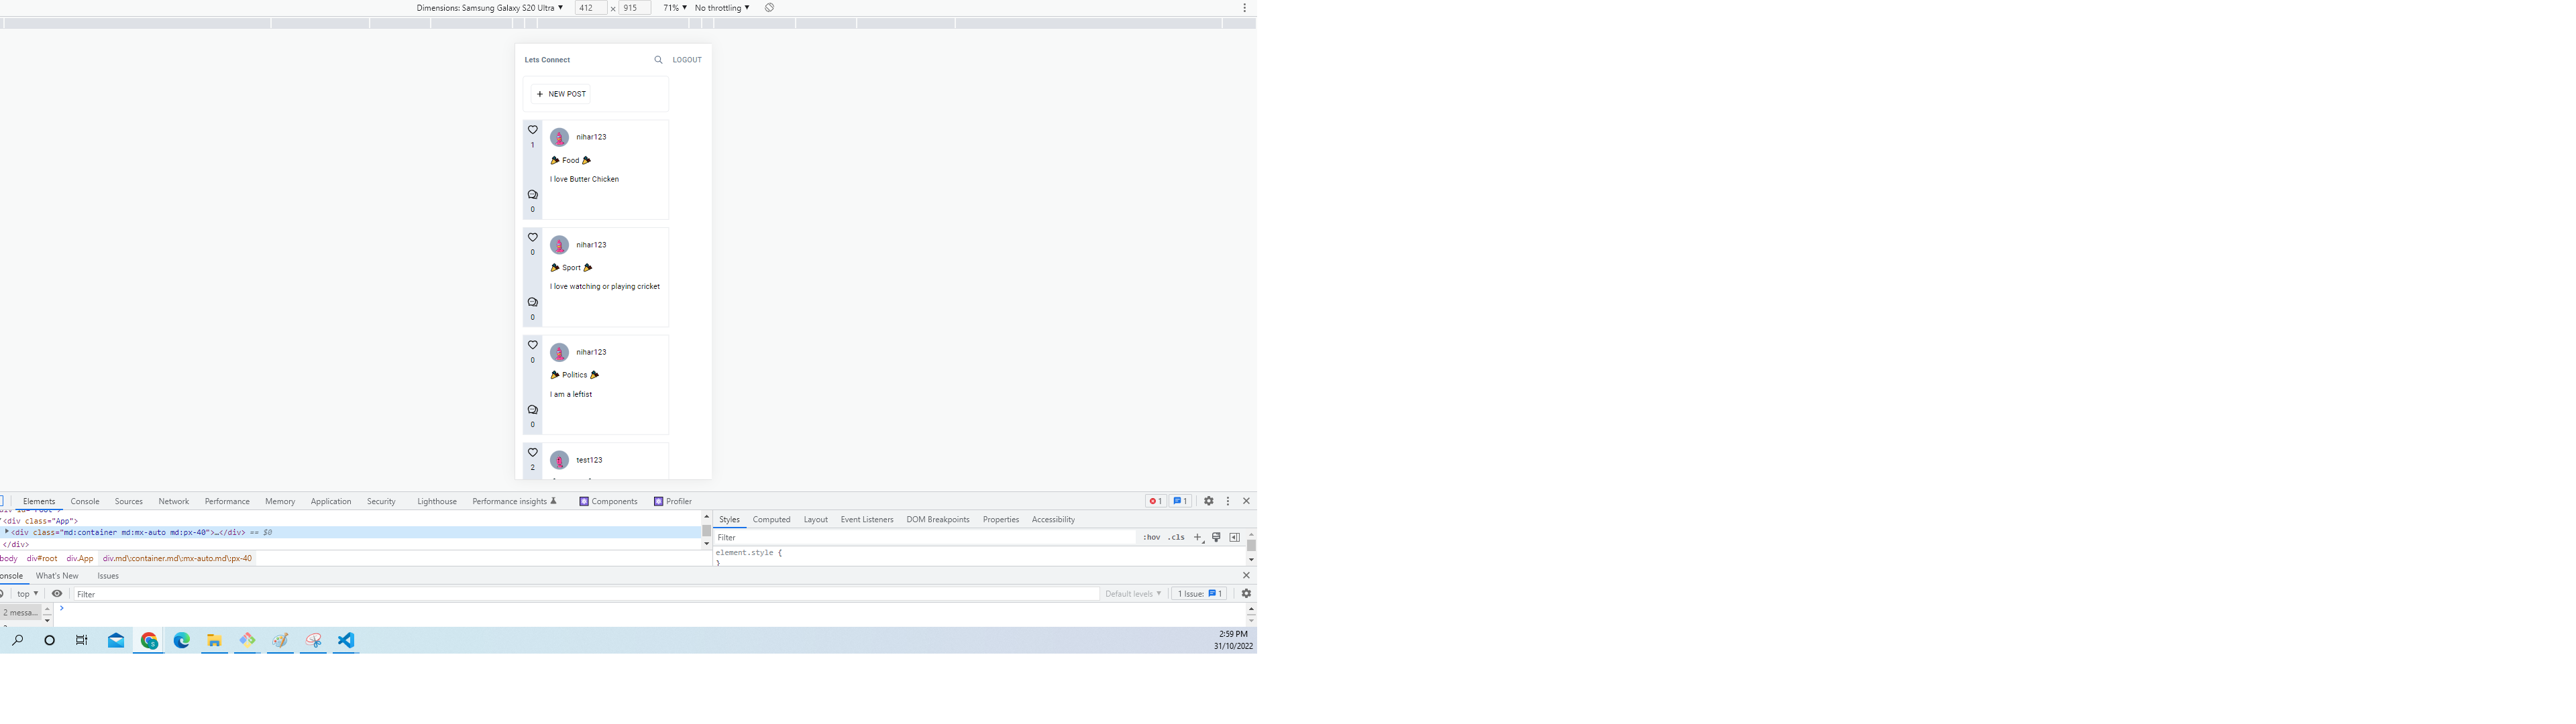 Dimensions: Samsung Galaxy S20 Ultra ▼ 412 × 915 71% ▼ No throttling ▼
Lets Connect LOGOUT
+ NEW POST
nihar123
1
Food
I love Butter Chicken
0
nihar123
0
Sport
I love watching or playing cricket
0
nihar123
0
Politics
I am a leftist
0
test123
2
Elements Console Sources Network Performance Memory Application Security Lighthouse Performance insights Components Profiler 1 1
<div class="App">
<div class="md:container md:mx-auto md:px-40">…</div> == $0
</div>
body div#root div.App div.md\:container.md\:mx-auto.md\:px-40
Styles Computed Layout Event Listeners DOM Breakpoints Properties Accessibility
Filter :hov .cls +
element.style {
}
onsole What's New Issues
top ▼ Filter Default levels ▼ 1 Issue: 1
2 messa...
2:59 PM
31/10/2022